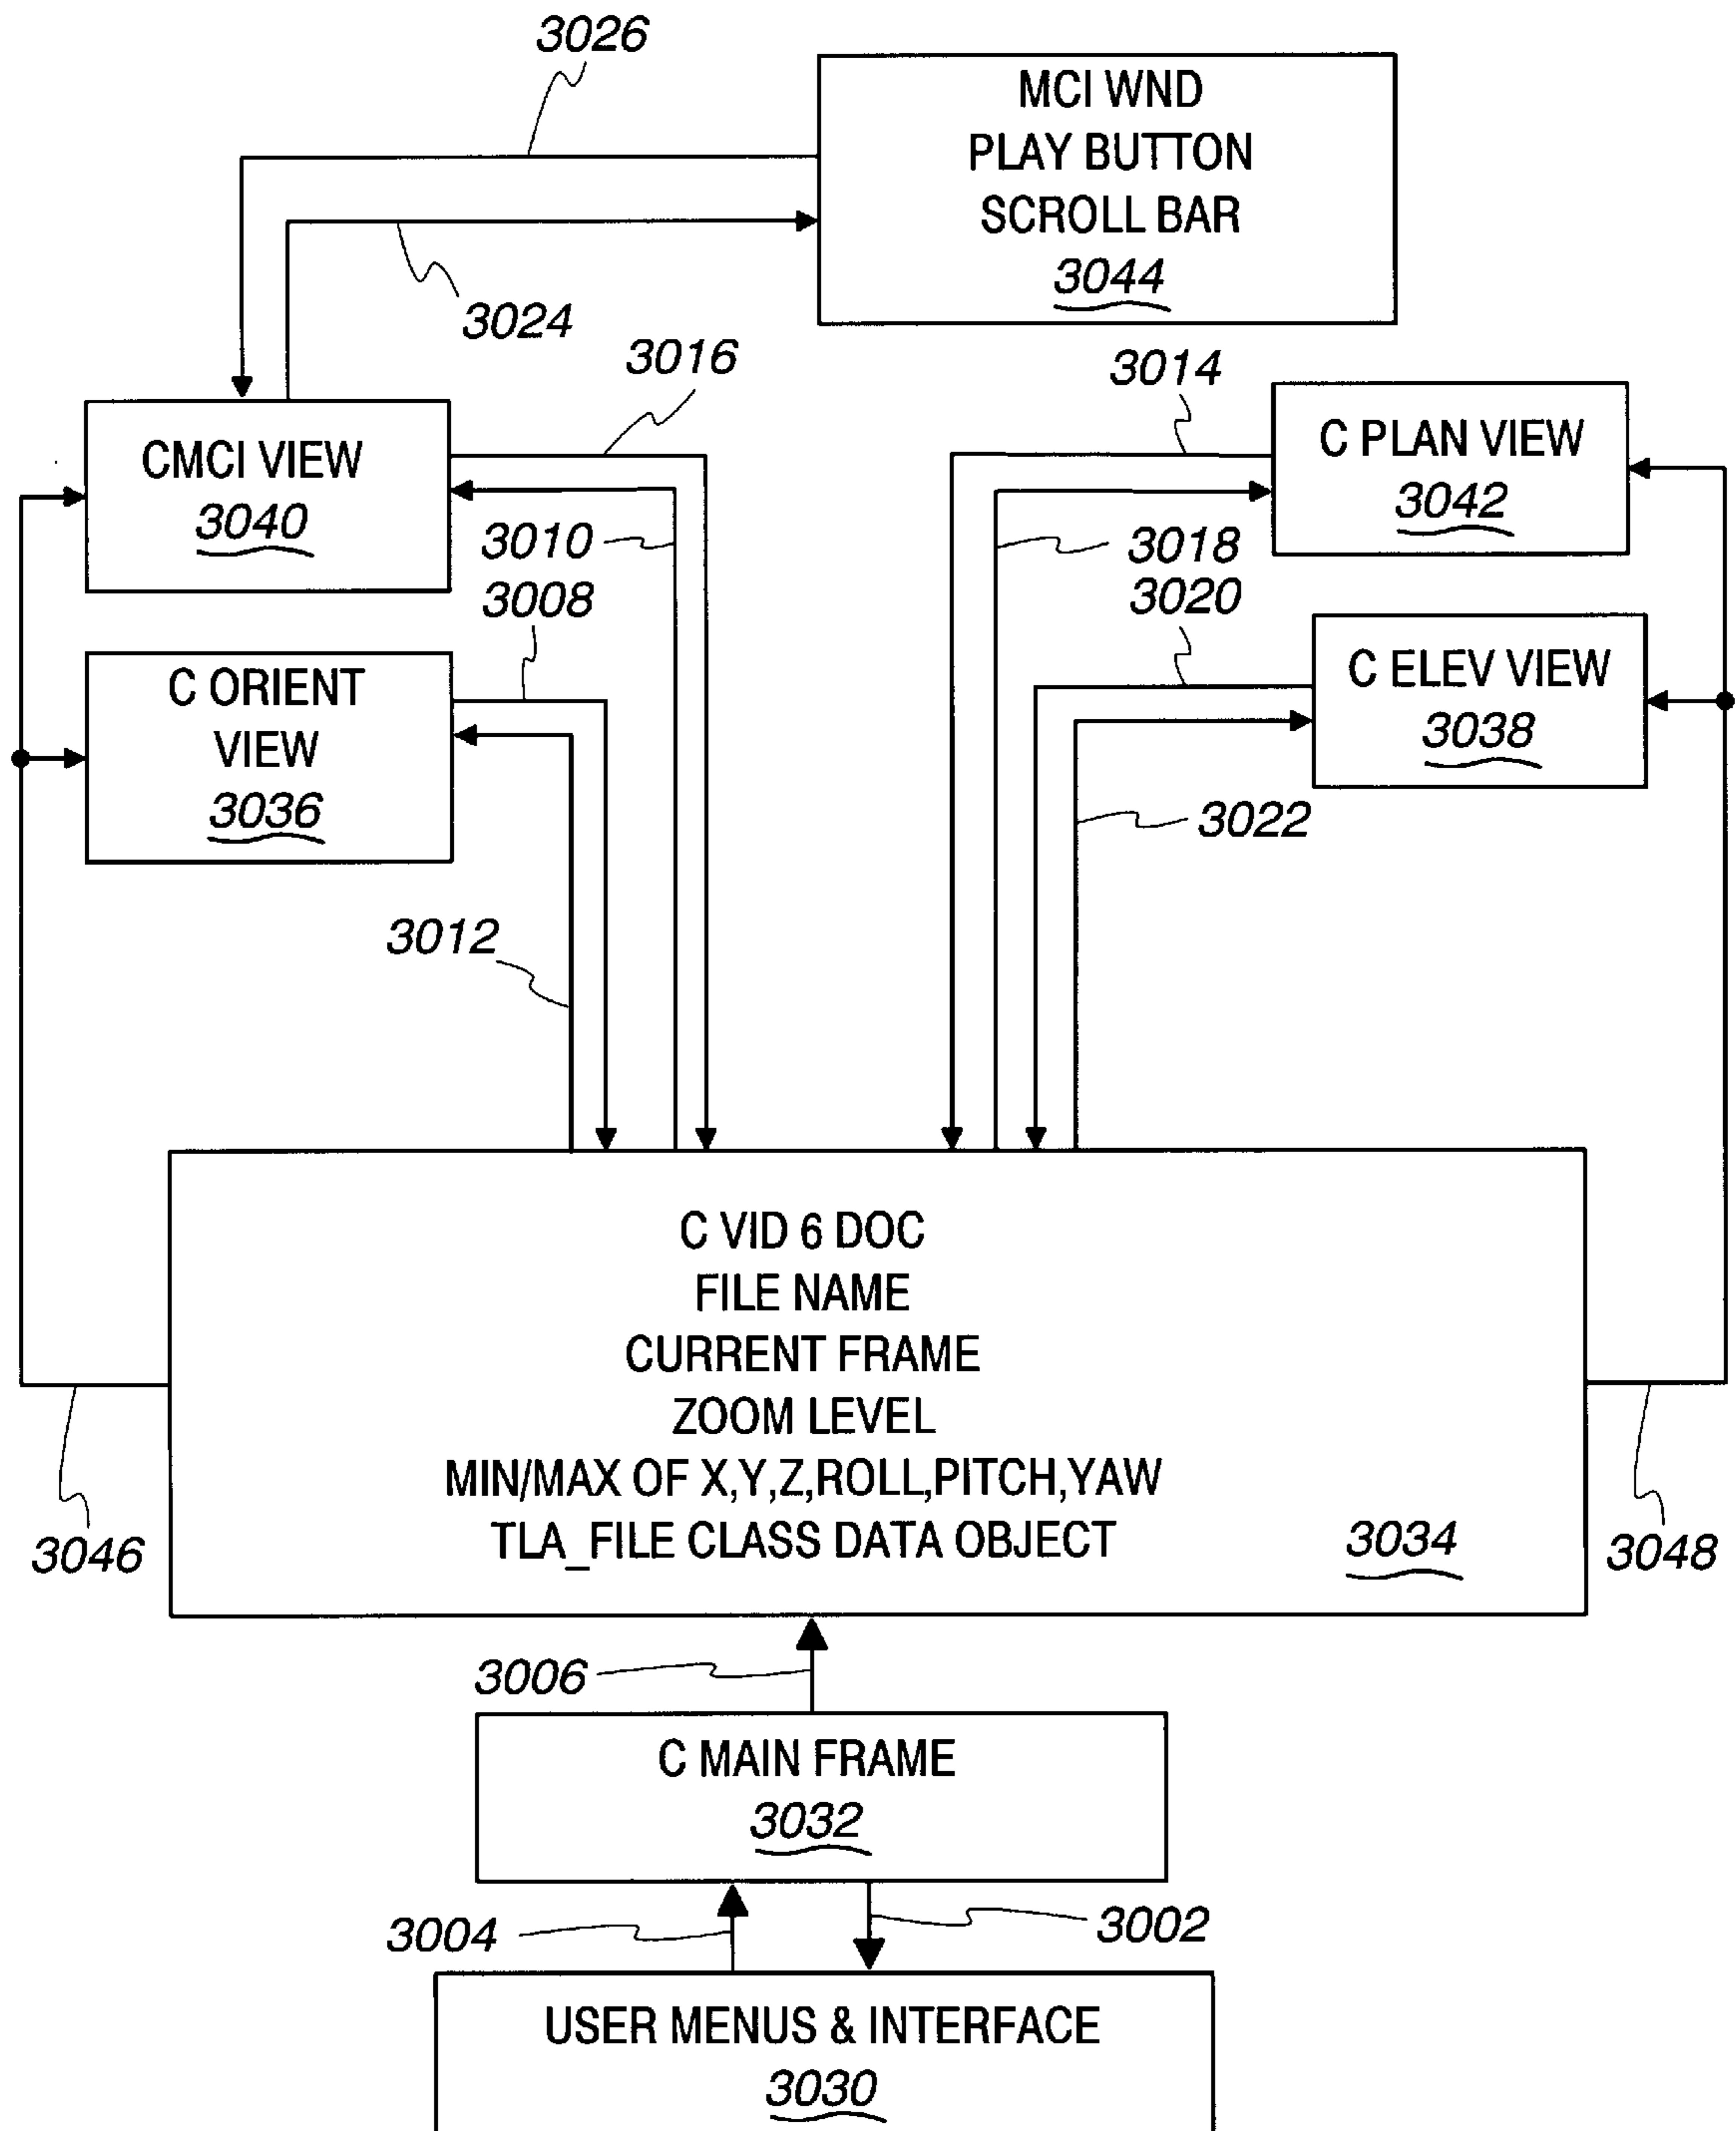 3026
MCI WND
PLAY BUTTON
SCROLL BAR
3044
3024
3016
3014
CMCI VIEW
3040
C PLAN VIEW
3042
3010
3018
3008
3020
C ORIENT
VIEW
3036
C ELEV VIEW
3038
3022
3012
C VID 6 DOC
FILE NAME
CURRENT FRAME
ZOOM LEVEL
MIN/MAX OF X,Y,Z,ROLL,PITCH,YAW
TLA_FILE CLASS DATA OBJECT
3034
3046
3048
3006
C MAIN FRAME
3032
3004
3002
USER MENUS & INTERFACE
3030